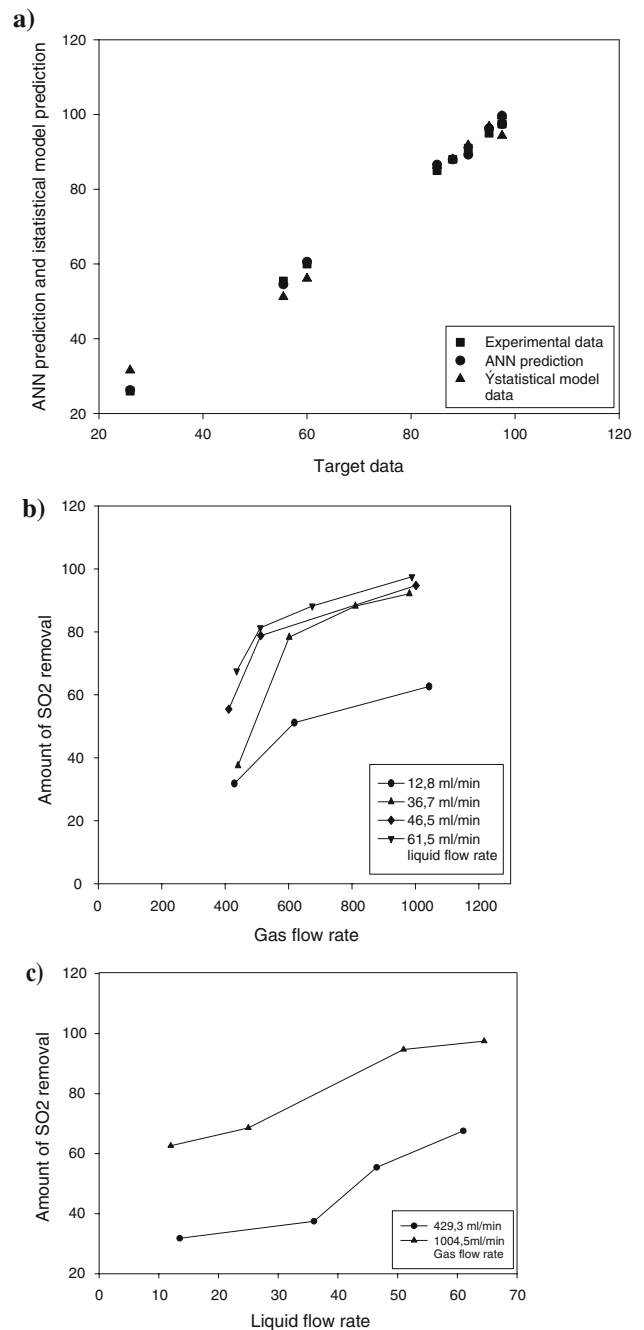 a)
120
100
80
60
40
20
20 40 60 80 100 120
ANN prediction and istatistical model prediction
Target data
Experimental data
ANN prediction
Ýstatistical model
data
b)
120
100
80
60
40
20
0
0 200 400 600 800 1000 1200
Amount of SO2 removal
Gas flow rate
12,8 ml/min
36,7 ml/min
46,5 ml/min
61,5 ml/min
liquid flow rate
c)
120
100
80
60
40
20
0 10 20 30 40 50 60 70
Amount of SO2 removal
Liquid flow rate
429,3 ml/min
1004,5ml/min
Gas flow rate